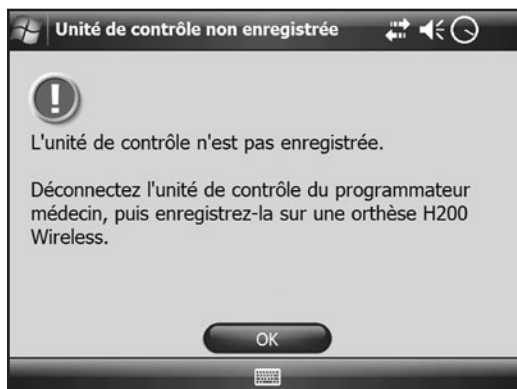 Unité de contrôle non enregistrée
L'unité de contrôle n'est pas enregistrée.
Déconnectez l'unité de contrôle du programmateur
médecin, puis enregistrez-la sur une orthèse H200
Wireless.
OK